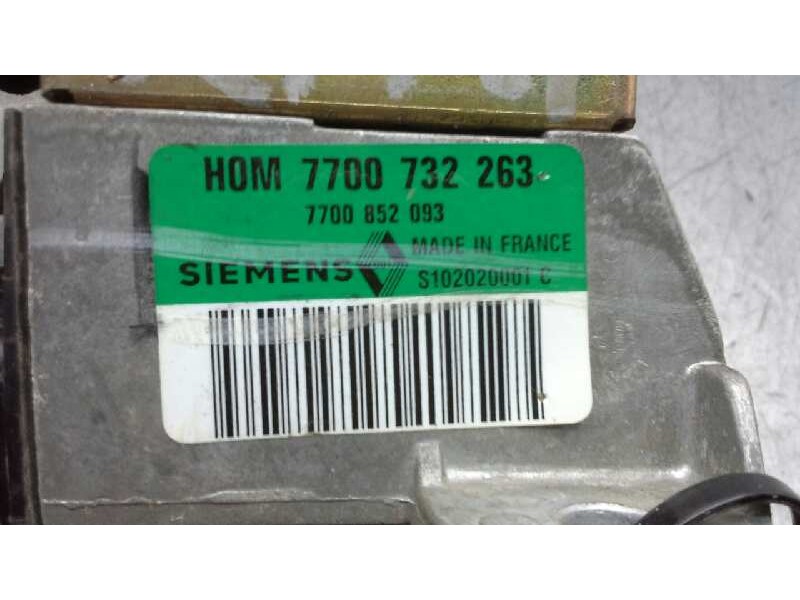 HOM 7700 732 263
7700 852 093
MADE IN FRANCE
SIEMENS
S102020001 C